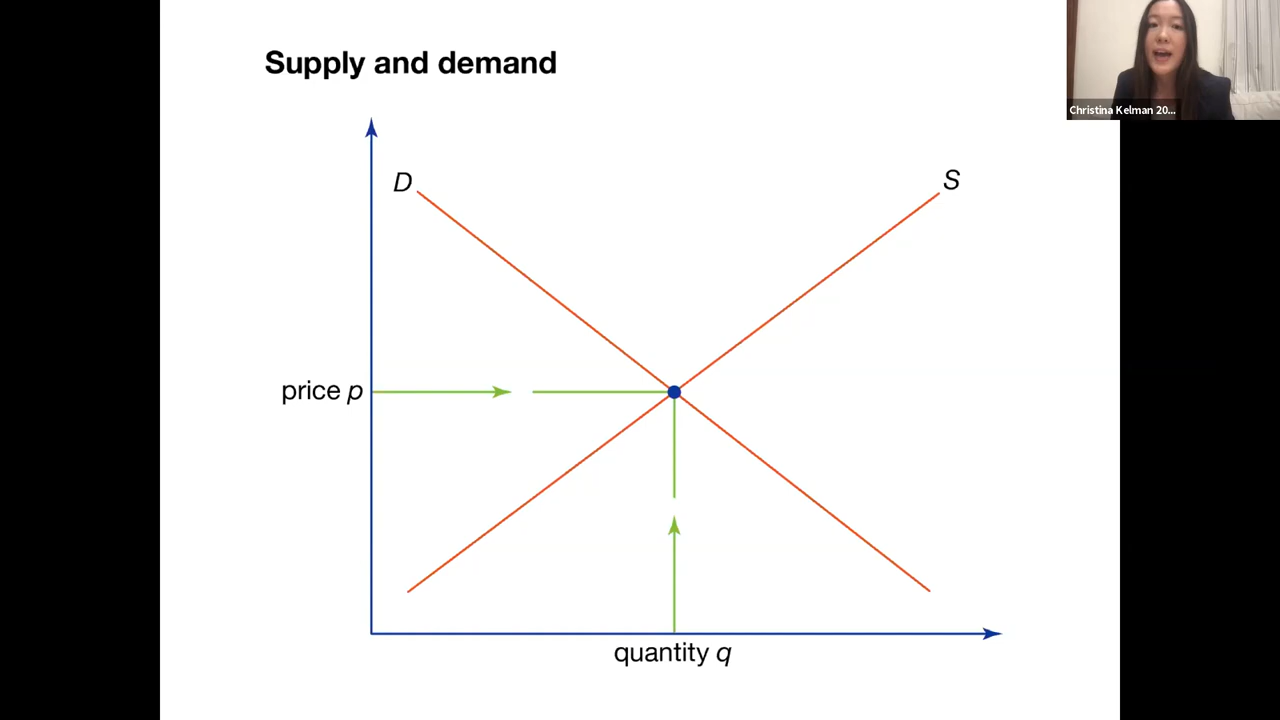 Supply and demand
D
S
price p
quantity q
Christina Kelman 20...